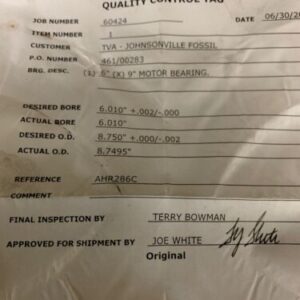 QUALITY CONTROL TAG
JOB NUMBER 60424 DATE 06/30/20
ITEM NUMBER 1
CUSTOMER TVA - JOHNSONVILLE FOSSIL
P.O. NUMBER 461/00283
BRG. DESC. (1) 6" (X) 9" MOTOR BEARING.
DESIRED BORE 6.010" +.002/-.000
ACTUAL BORE 6.010"
DESIRED O.D. 8.750" +.000/-.002
ACTUAL O.D. 8.7495"
REFERENCE AHR286C
COMMENT
FINAL INSPECTION BY TERRY BOWMAN
APPROVED FOR SHIPMENT BY JOE WHITE
Original